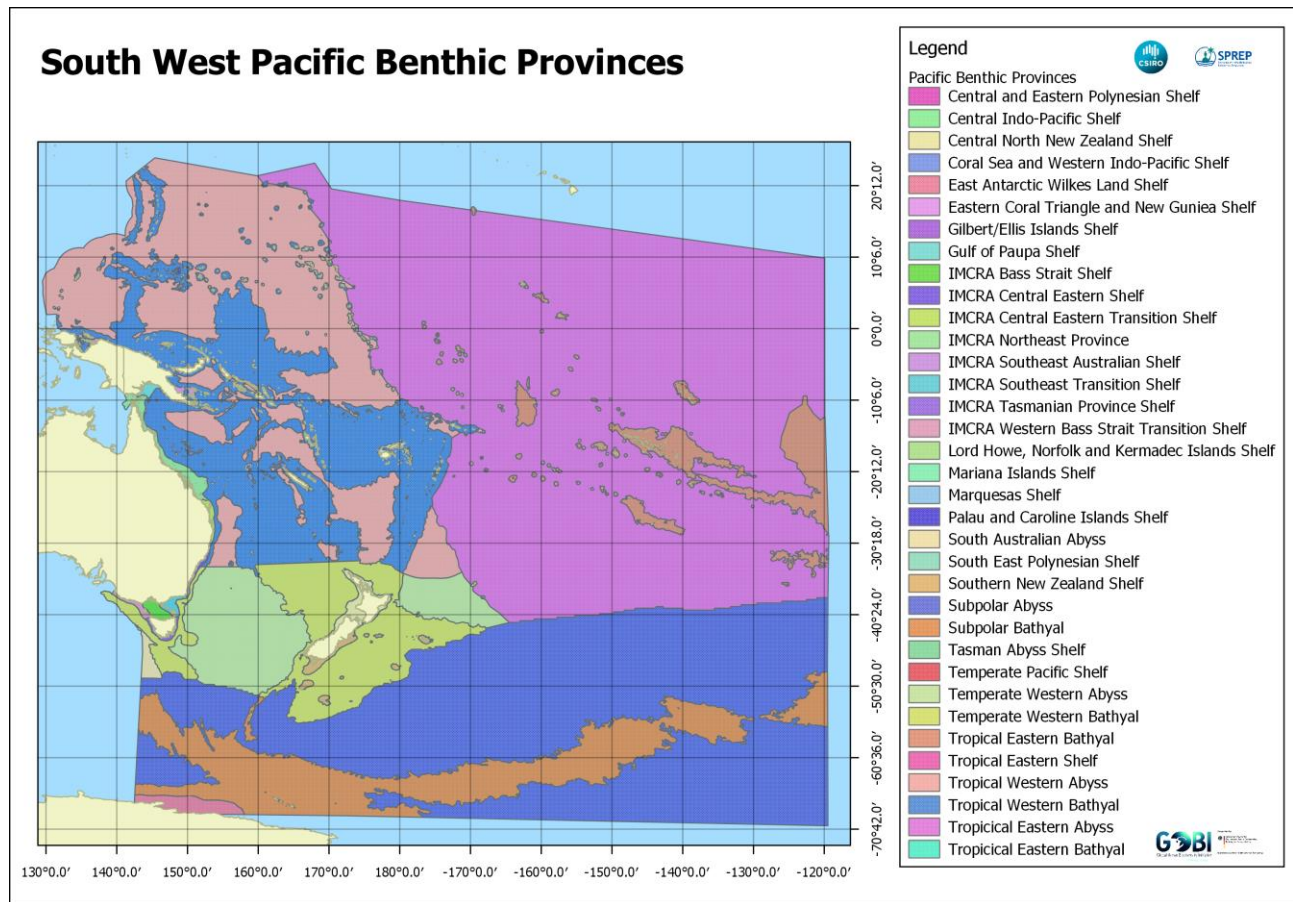 South West Pacific Benthic Provinces
Legend
CSIRO
SPREP
Pacific Benthic Provinces
Central and Eastern Polynesian Shelf
Central Indo-Pacific Shelf
Central North New Zealand Shelf
Coral Sea and Western Indo-Pacific Shelf
East Antarctic Wilkes Land Shelf
Eastern Coral Triangle and New Guniea Shelf
Gilbert/Ellis Islands Shelf
Gulf of Paupa Shelf
IMCRA Bass Strait Shelf
IMCRA Central Eastern Shelf
IMCRA Central Eastern Transition Shelf
IMCRA Northeast Province
IMCRA Southeast Australian Shelf
IMCRA Southeast Transition Shelf
IMCRA Tasmanian Province Shelf
IMCRA Western Bass Strait Transition Shelf
Lord Howe, Norfolk and Kermadec Islands Shelf
Mariana Islands Shelf
Marquesas Shelf
Palau and Caroline Islands Shelf
South Australian Abyss
South East Polynesian Shelf
Southern New Zealand Shelf
Subpolar Abyss
Subpolar Bathyal
Tasman Abyss Shelf
Temperate Pacific Shelf
Temperate Western Abyss
Temperate Western Bathyal
Tropical Eastern Bathyal
Tropical Eastern Shelf
Tropical Western Abyss
Tropical Western Bathyal
Tropicical Eastern Abyss
Tropicical Eastern Bathyal
GOBI
20°12.0'
10°6.0'
0°0.0'
-10°6.0'
-20°12.0'
-30°18.0'
-40°24.0'
-50°30.0'
-60°36.0'
-70°42.0'
130°0.0' 140°0.0' 150°0.0' 160°0.0' 170°0.0' 180°0.0' -170°0.0' -160°0.0' -150°0.0' -140°0.0' -130°0.0' -120°0.0'